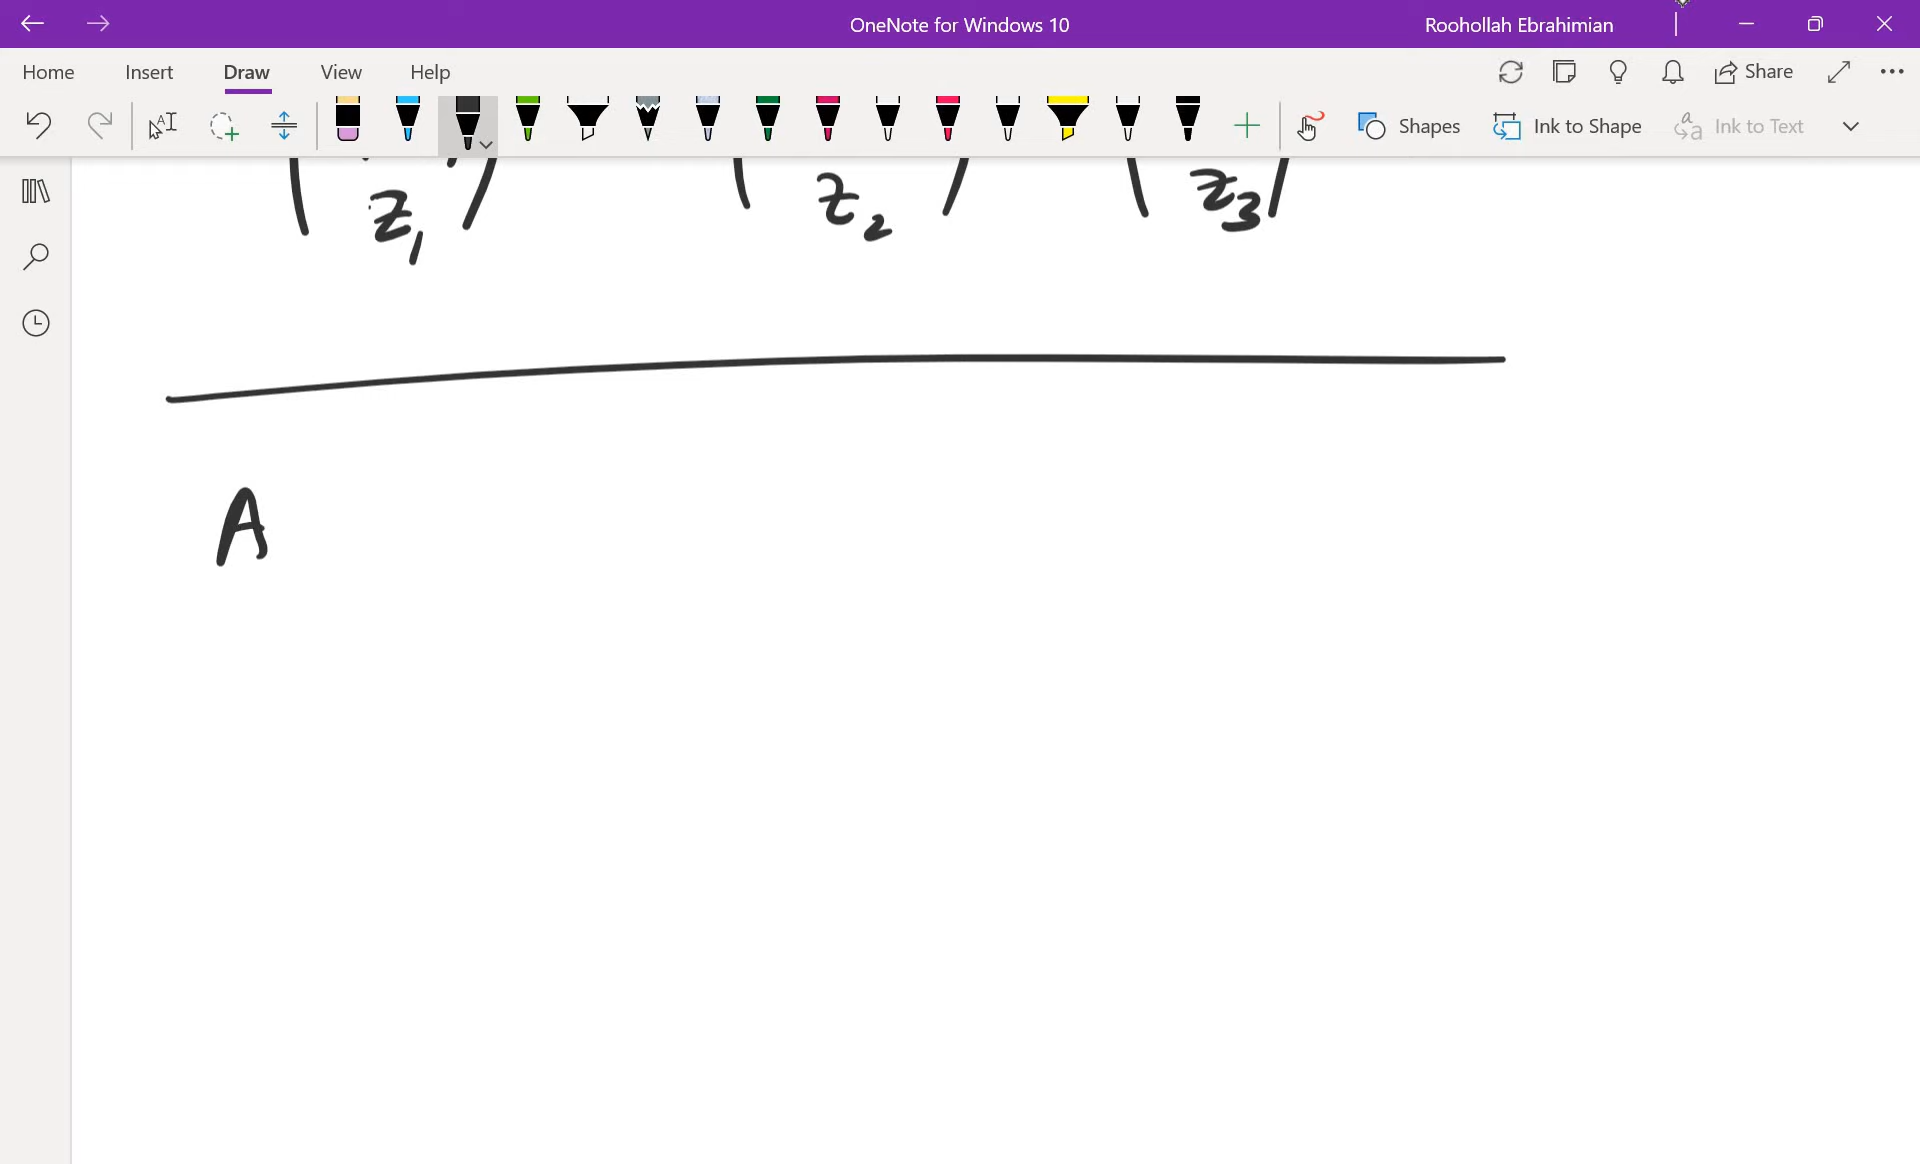 OneNote for Windows 10
Roohollah Ebrahimian
Home Insert Draw View Help
Share
Shapes Ink to Shape Ink to Text
z₁ z₂ z₃
A